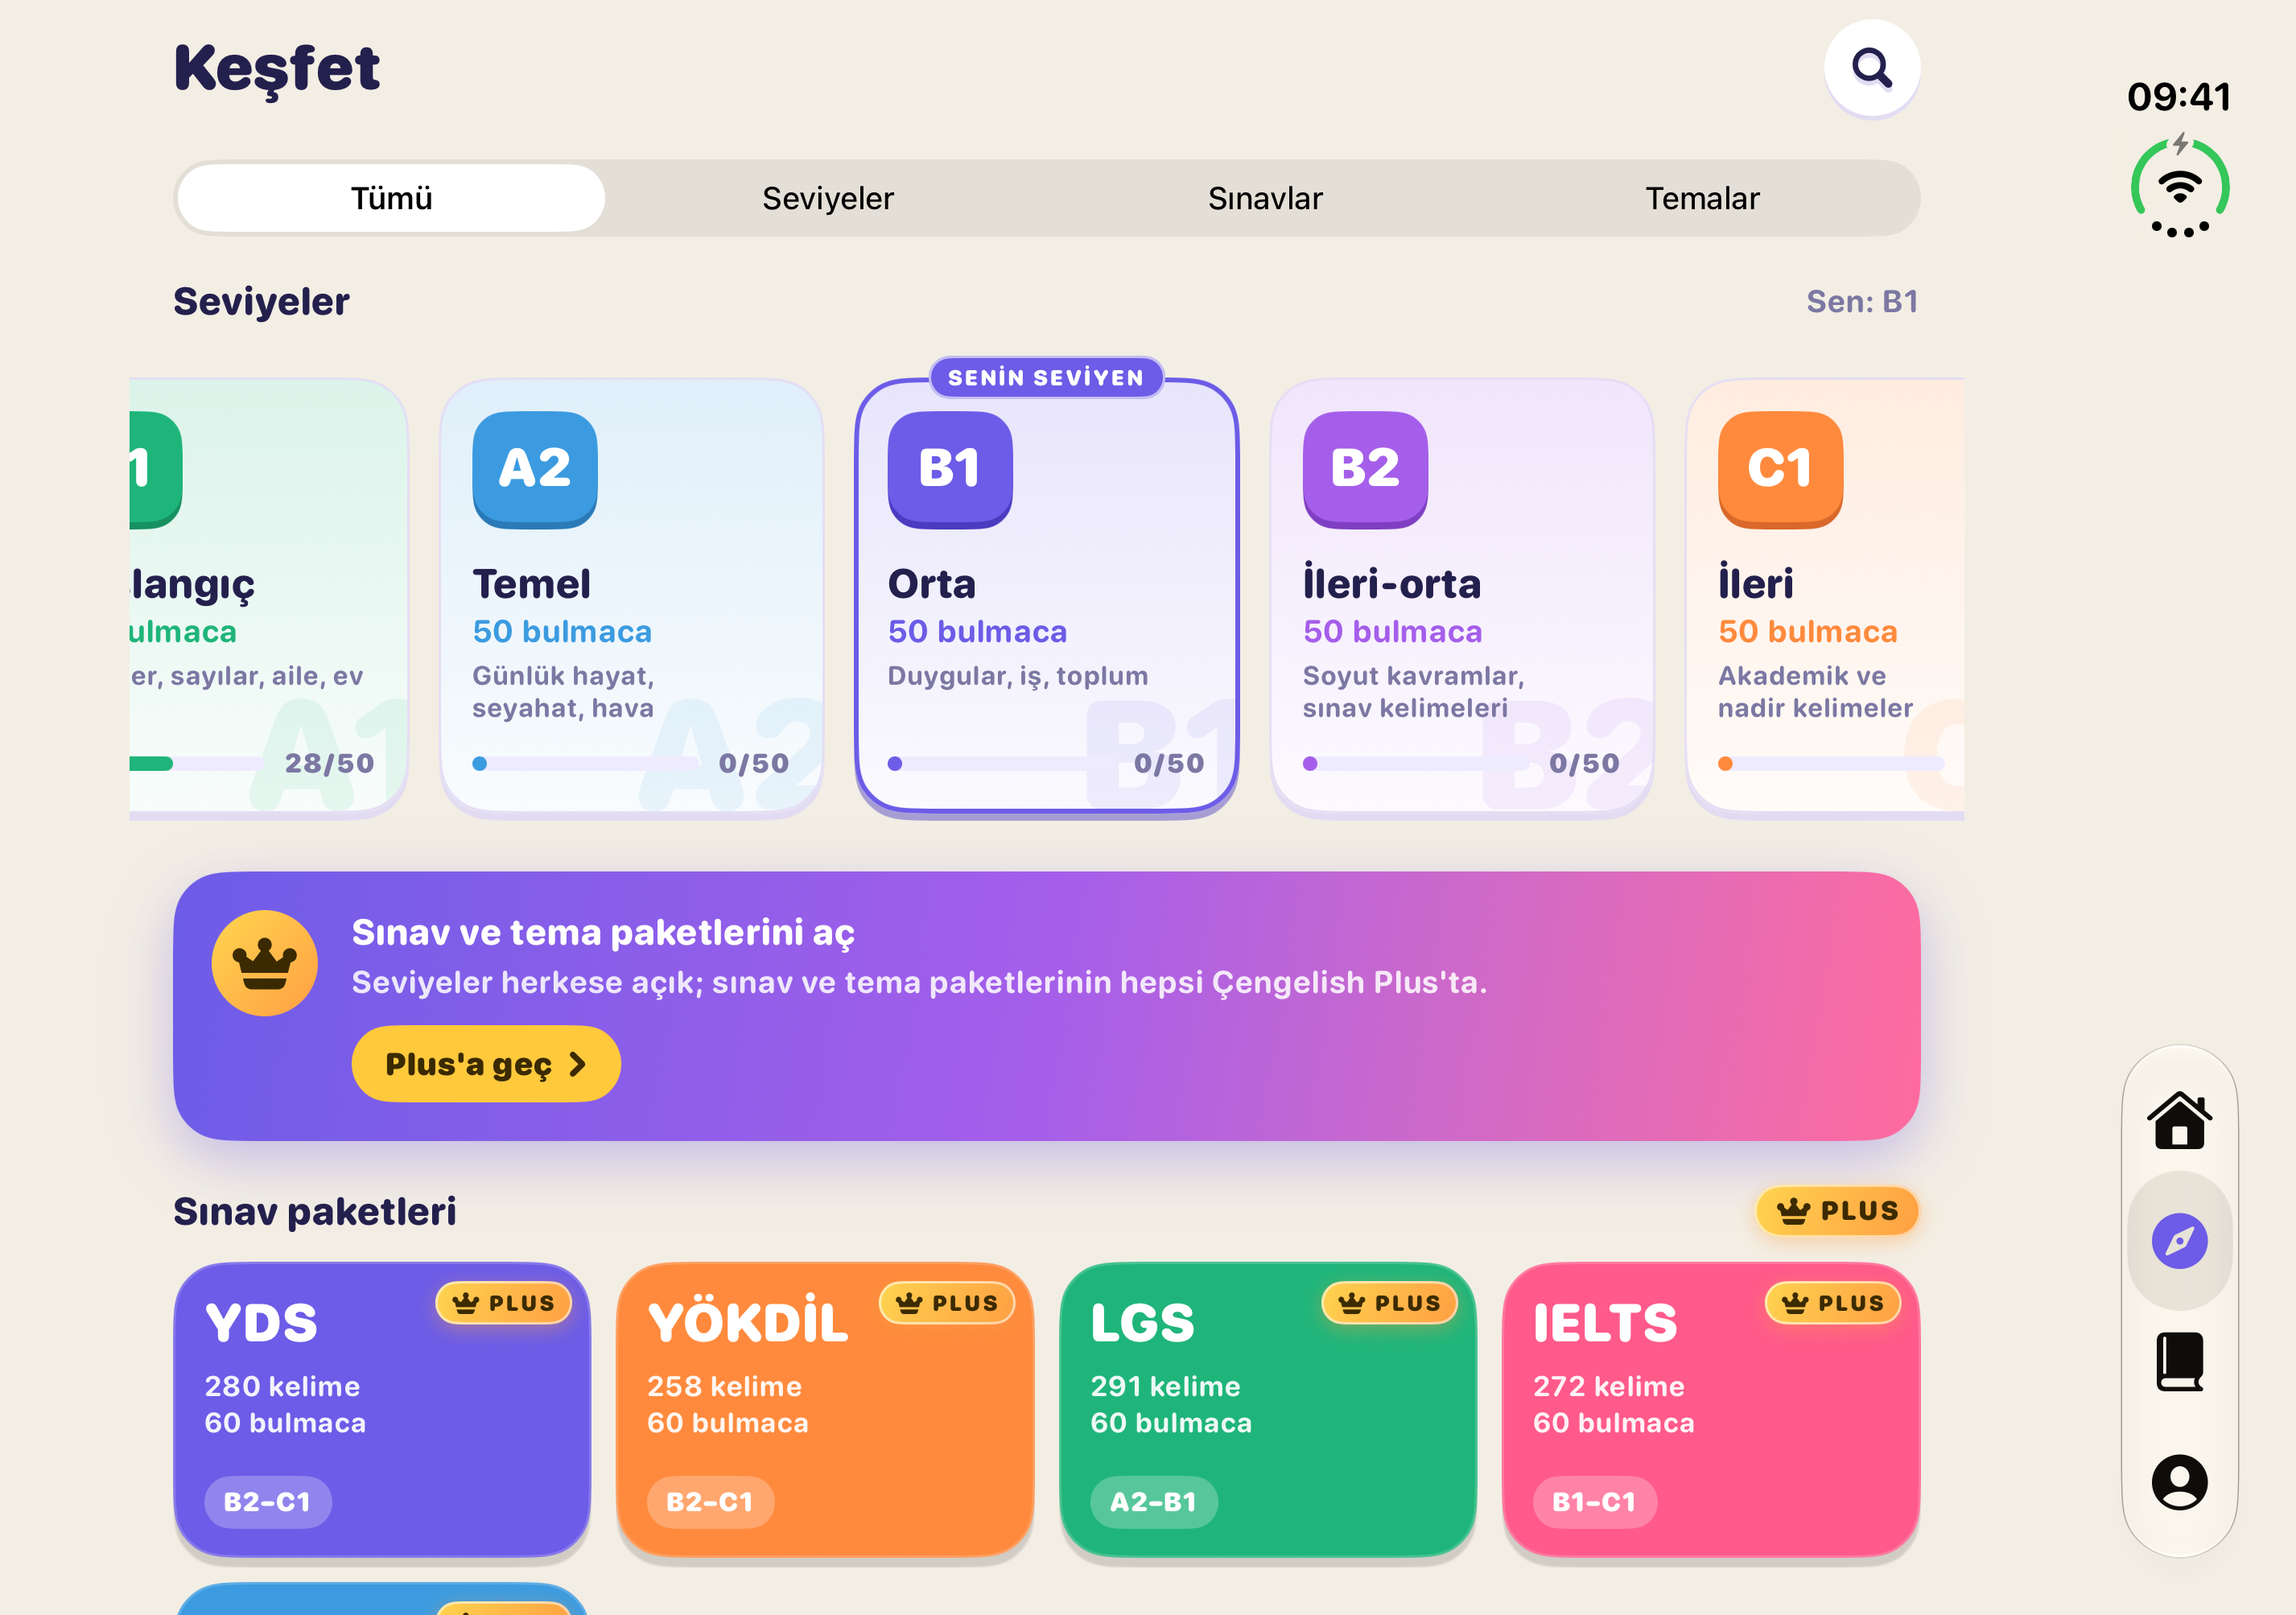 Keşfet
09:41
Tümü
Seviyeler
Sınavlar
Temalar
Seviyeler
Sen: B1
SENİN SEVİYEN
1
A2
B1
B2
C1
langıç
Temel
Orta
İleri-orta
İleri
ulmaca
50 bulmaca
50 bulmaca
50 bulmaca
50 bulmaca
er, sayılar, aile, ev
Günlük hayat,
seyahat, hava
Duygular, iş, toplum
Soyut kavramlar,
sınav kelimeleri
Akademik ve
nadir kelimeler
A1
A2
B1
B2
C
28/50
0/50
0/50
0/50
Sınav ve tema paketlerini aç
Seviyeler herkese açık; sınav ve tema paketlerinin hepsi Çengelish Plus'ta.
Plus'a geç
Sınav paketleri
PLUS
YDS
PLUS
280 kelime
60 bulmaca
B2–C1
YÖKDİL
PLUS
258 kelime
60 bulmaca
B2–C1
LGS
PLUS
291 kelime
60 bulmaca
A2–B1
IELTS
PLUS
272 kelime
60 bulmaca
B1–C1